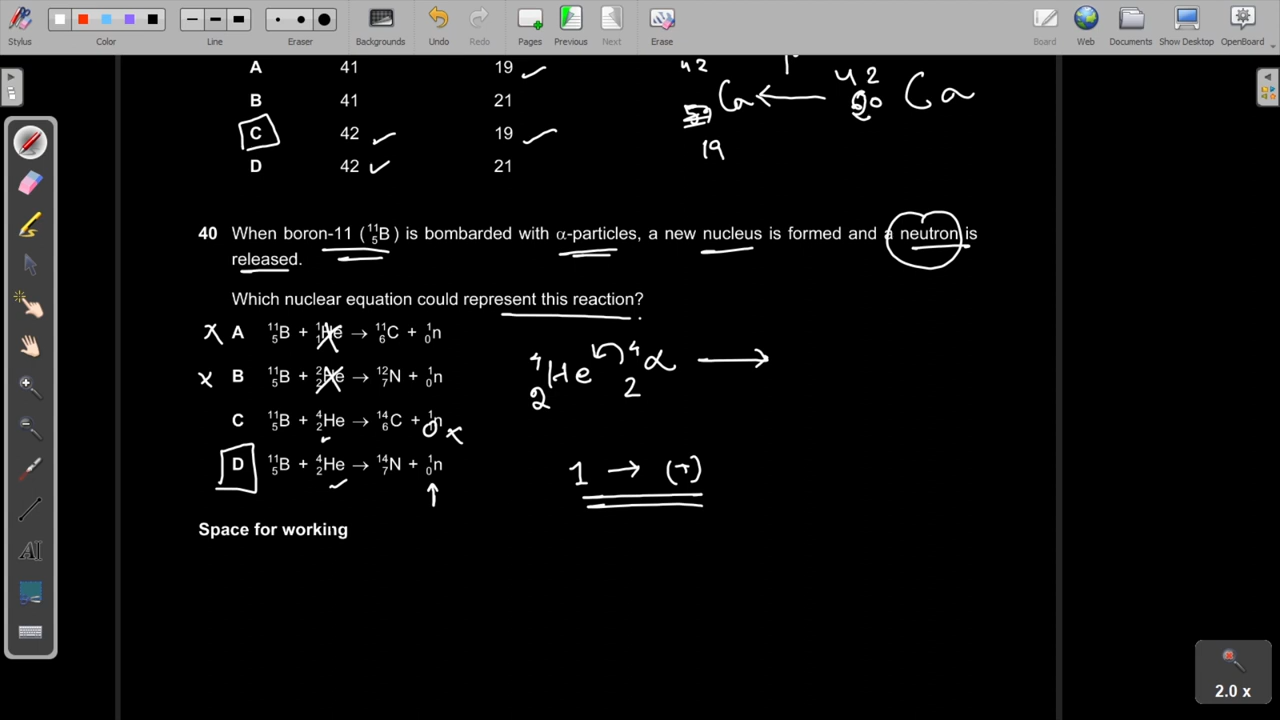 Stylus Color Line Eraser Backgrounds Undo Redo Pages Previous Next Erase Board Web Documents Show Desktop OpenBoard
A 41 19
B 41 21
C 42 19
D 42 21
42 Ca ← 42 20 Ca
19
40 When boron-11 (¹¹₅B) is bombarded with α-particles, a new nucleus is formed and a neutron is
released.
Which nuclear equation could represent this reaction?
x A ¹¹₅B + ¹₁He → ¹¹₆C + ¹₀n
x B ¹¹₅B + ²₂He → ¹²₇N + ¹₀n
C ¹¹₅B + ⁴₂He → ¹⁴₆C + ¹₀n x
D ¹¹₅B + ⁴₂He → ¹⁴₇N + ¹₀n
⁴₂He ⁴₂α →
1 → (+)
Space for working
2.0 x